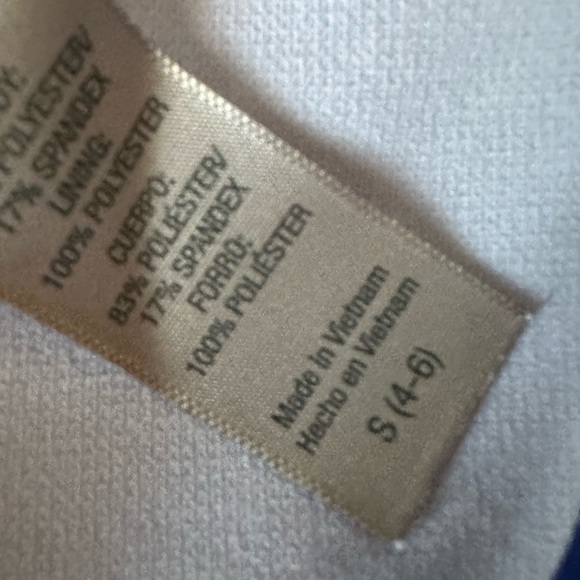 POLYESTER/
17% SPANDEX
LINING:
100% POLYESTER
CUERPO:
83% POLIÉSTER/
17% SPANDEX
FORRO:
100% POLIÉSTER
Made in Vietnam
Hecho en Vietnam
S (4-6)